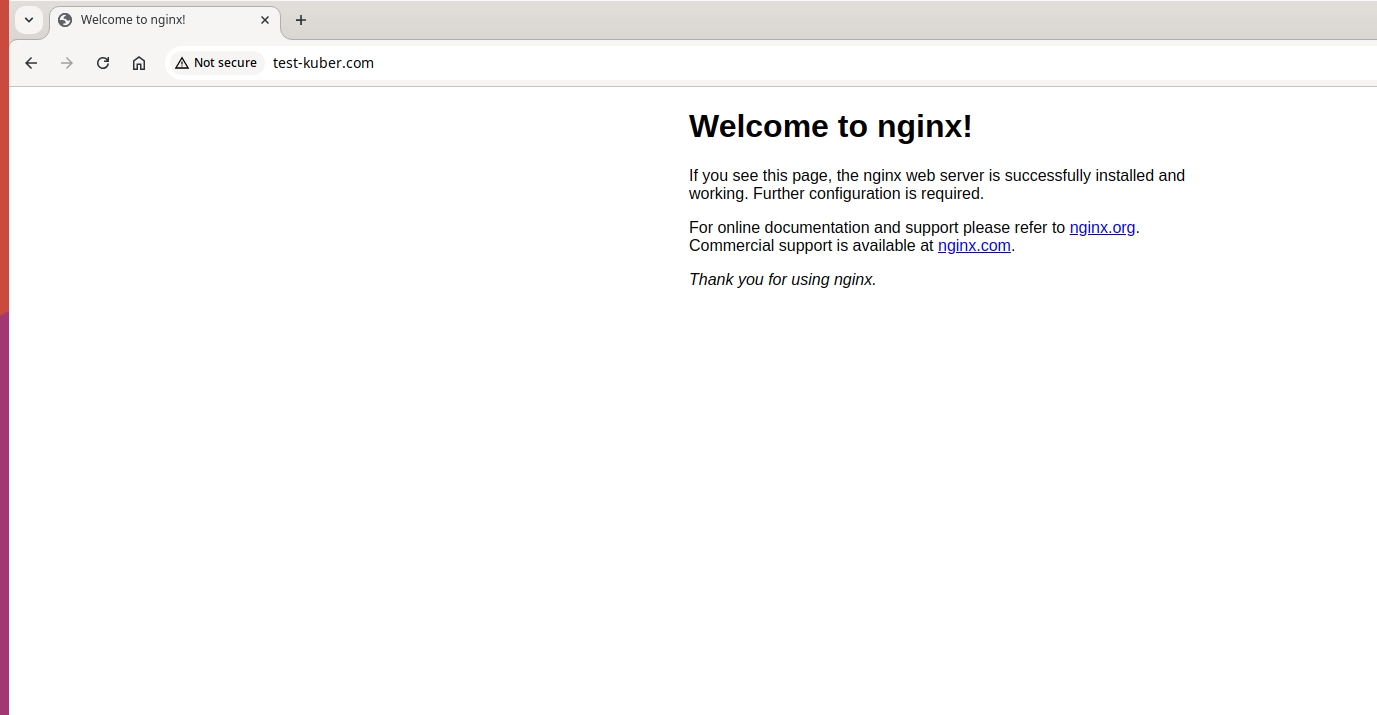 Welcome to nginx!
Not secure
test-kuber.com
Welcome to nginx!
If you see this page, the nginx web server is successfully installed and
working. Further configuration is required.
For online documentation and support please refer to nginx.org.
Commercial support is available at nginx.com.
Thank you for using nginx.